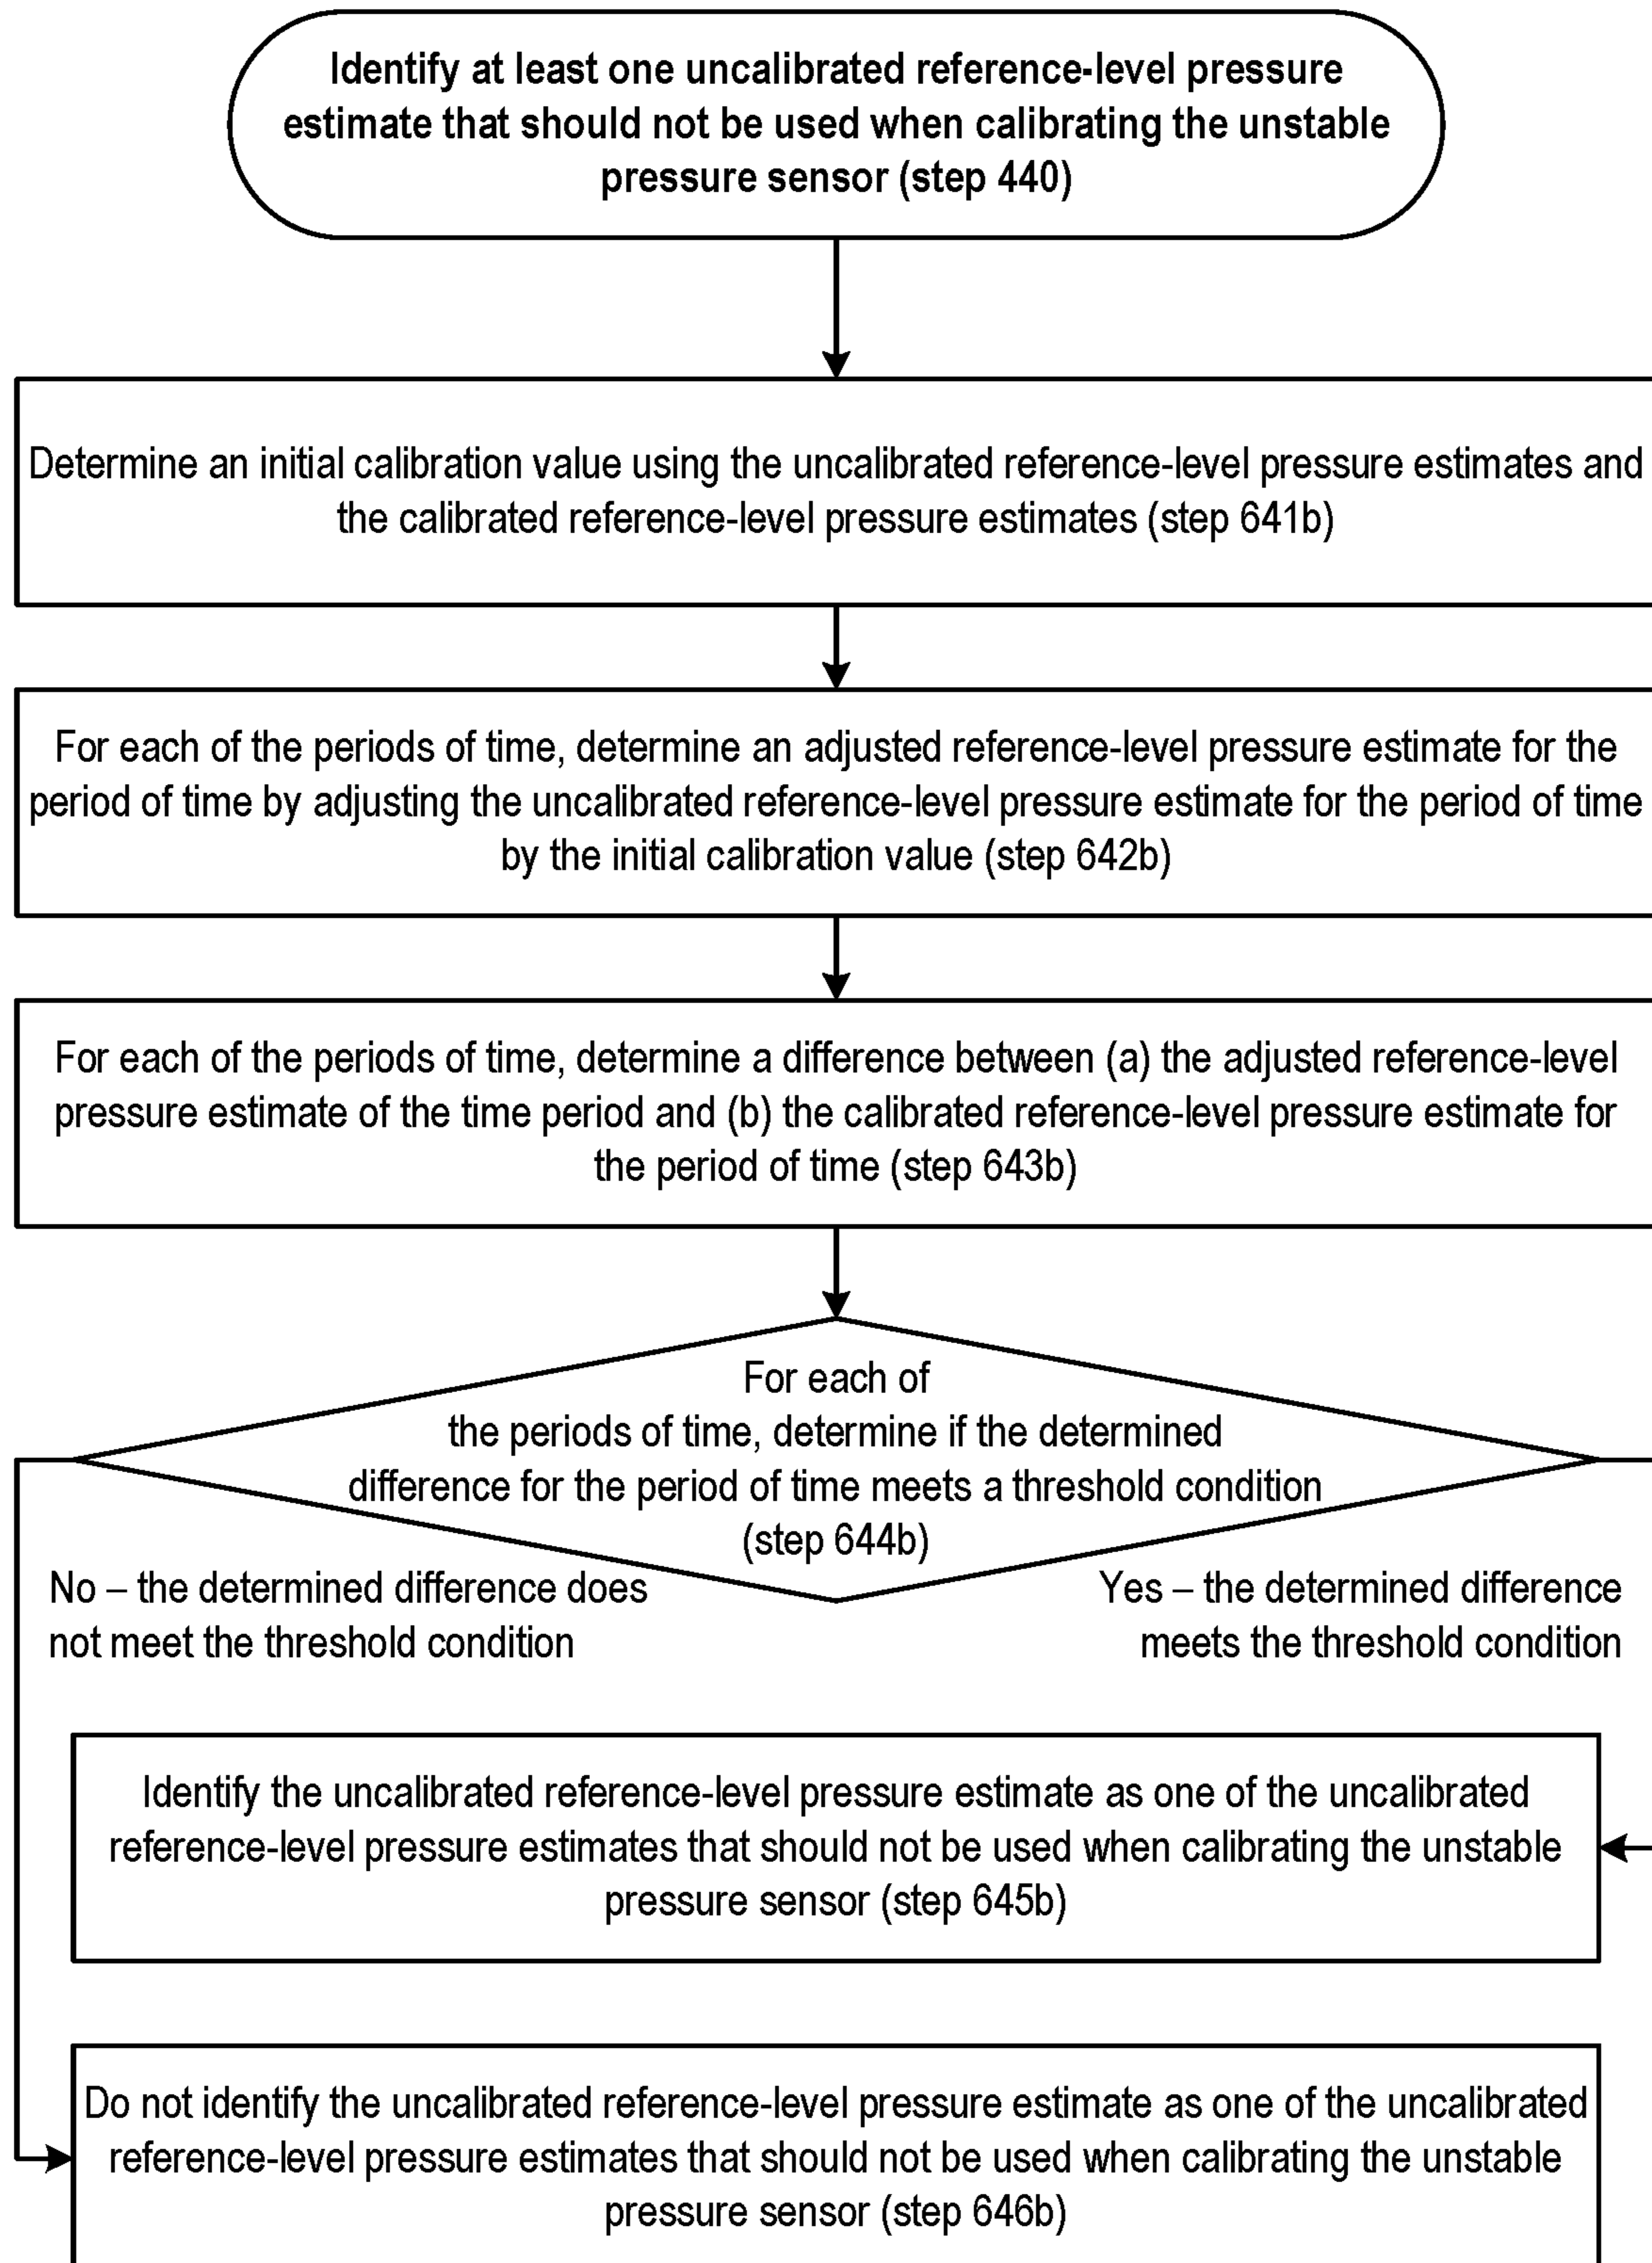 Identify at least one uncalibrated reference-level pressure
estimate that should not be used when calibrating the unstable
pressure sensor (step 440)
Determine an initial calibration value using the uncalibrated reference-level pressure estimates and
the calibrated reference-level pressure estimates (step 641b)
For each of the periods of time, determine an adjusted reference-level pressure estimate for the
period of time by adjusting the uncalibrated reference-level pressure estimate for the period of time
by the initial calibration value (step 642b)
For each of the periods of time, determine a difference between (a) the adjusted reference-level
pressure estimate of the time period and (b) the calibrated reference-level pressure estimate for
the period of time (step 643b)
For each of
the periods of time, determine if the determined
difference for the period of time meets a threshold condition
(step 644b)
No – the determined difference does
not meet the threshold condition
Yes – the determined difference
meets the threshold condition
Identify the uncalibrated reference-level pressure estimate as one of the uncalibrated
reference-level pressure estimates that should not be used when calibrating the unstable
pressure sensor (step 645b)
Do not identify the uncalibrated reference-level pressure estimate as one of the uncalibrated
reference-level pressure estimates that should not be used when calibrating the unstable
pressure sensor (step 646b)